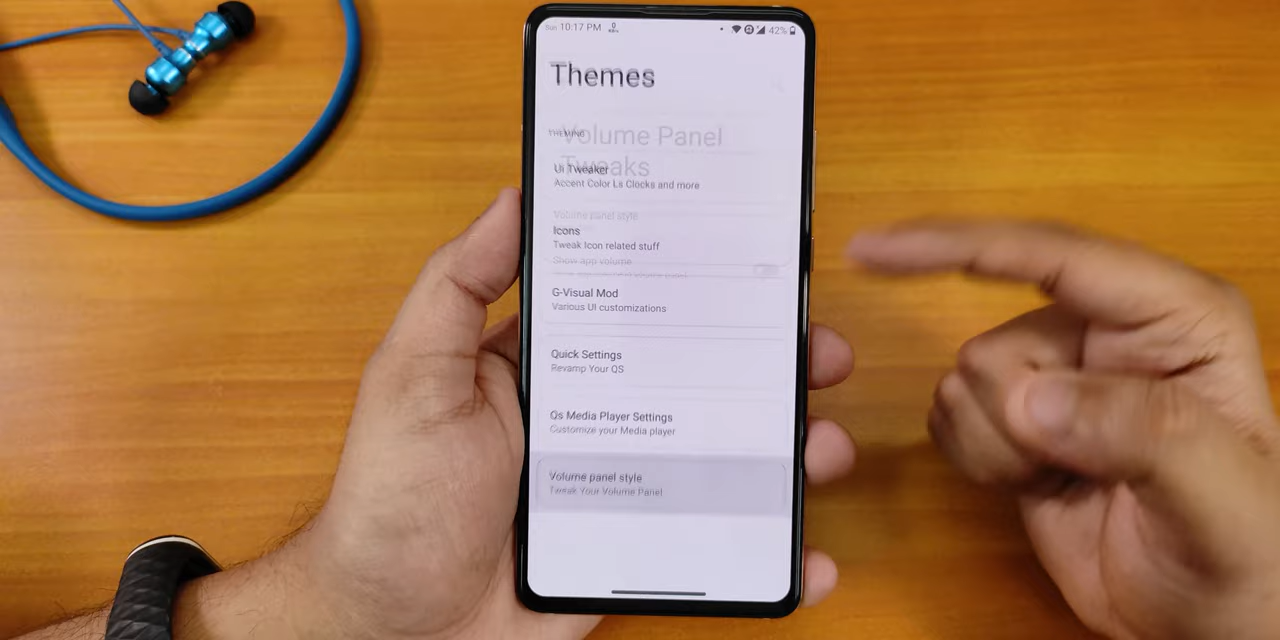 Sun 10:17 PM 0
42%
Themes
THEMING
Volume Panel
Tweaks
Ui Tweaker
Accent Color Ls Clocks and more
Volume panel style
Icons
Tweak Icon related stuff
Show app volume
G-Visual Mod
Various UI customizations
Quick Settings
Revamp Your QS
Qs Media Player Settings
Customize your Media player
Volume panel style
Tweak Your Volume Panel